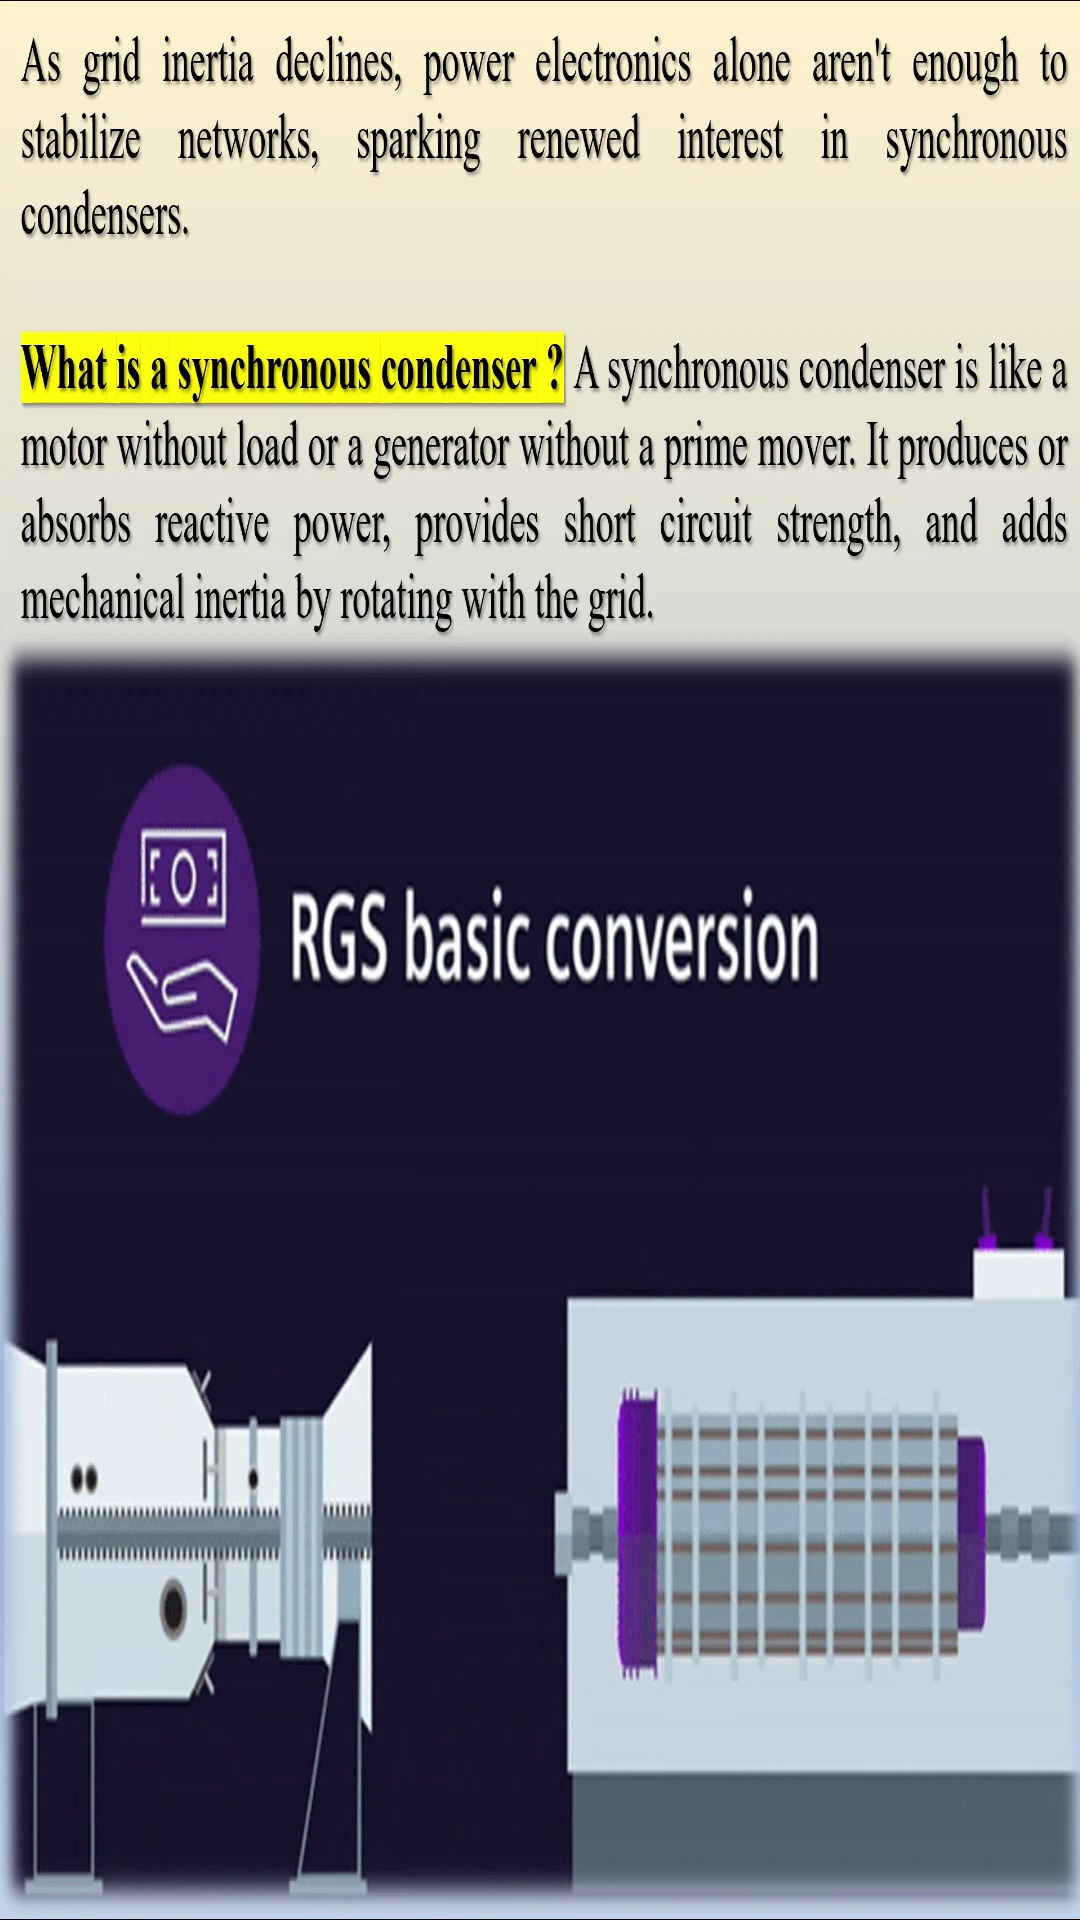 As grid inertia declines, power electronics alone aren't enough to
stabilize networks, sparking renewed interest in synchronous
condensers.
What is a synchronous condenser ? A synchronous condenser is like a
motor without load or a generator without a prime mover. It produces or
absorbs reactive power, provides short circuit strength, and adds
mechanical inertia by rotating with the grid.
RGS basic conversion